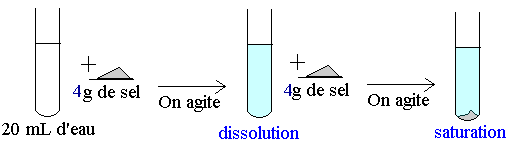 +
4g de sel
On agite
20 mL d'eau
dissolution
+
4g de sel
On agite
saturation